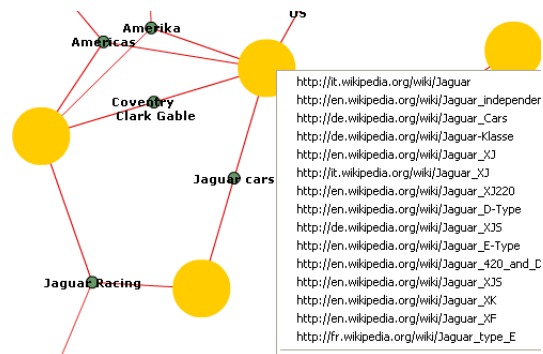 US
Amerika
Americas
Coventry
Clark Gable
Jaguar cars
Jaguar Racing
http://it.wikipedia.org/wiki/Jaguar
http://en.wikipedia.org/wiki/Jaguar_independer
http://de.wikipedia.org/wiki/Jaguar_Cars
http://de.wikipedia.org/wiki/Jaguar-Klasse
http://en.wikipedia.org/wiki/Jaguar_XJ
http://it.wikipedia.org/wiki/Jaguar_XJ
http://en.wikipedia.org/wiki/Jaguar_XJ220
http://en.wikipedia.org/wiki/Jaguar_D-Type
http://de.wikipedia.org/wiki/Jaguar_XJS
http://en.wikipedia.org/wiki/Jaguar_E-Type
http://en.wikipedia.org/wiki/Jaguar_420_and_D
http://en.wikipedia.org/wiki/Jaguar_XJS
http://en.wikipedia.org/wiki/Jaguar_XK
http://en.wikipedia.org/wiki/Jaguar_XF
http://fr.wikipedia.org/wiki/Jaguar_type_E